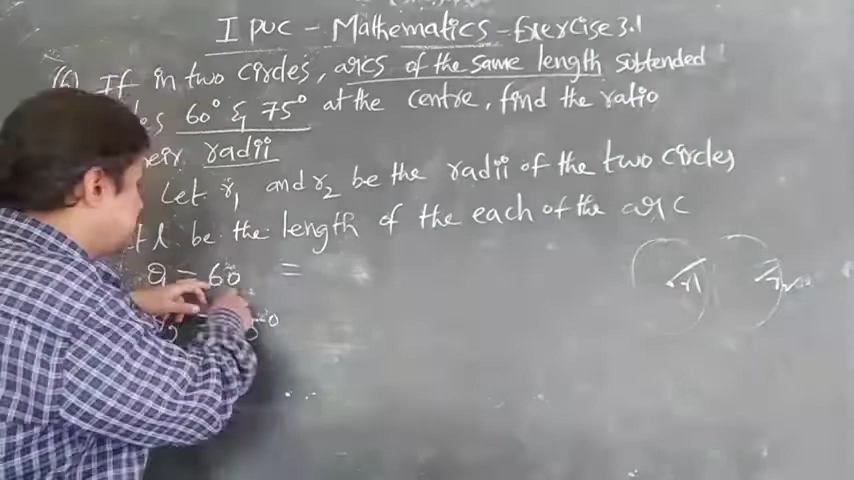 I PUC - Mathematics - Exercise 3.1
(6) If in two circles, arcs of the same length subtended
60° & 75° at the centre, find the ratio
radii
Let r1 and r2 be the radii of the two circles
l be the length of the each of the arc
θ = 60° =
r1 r2